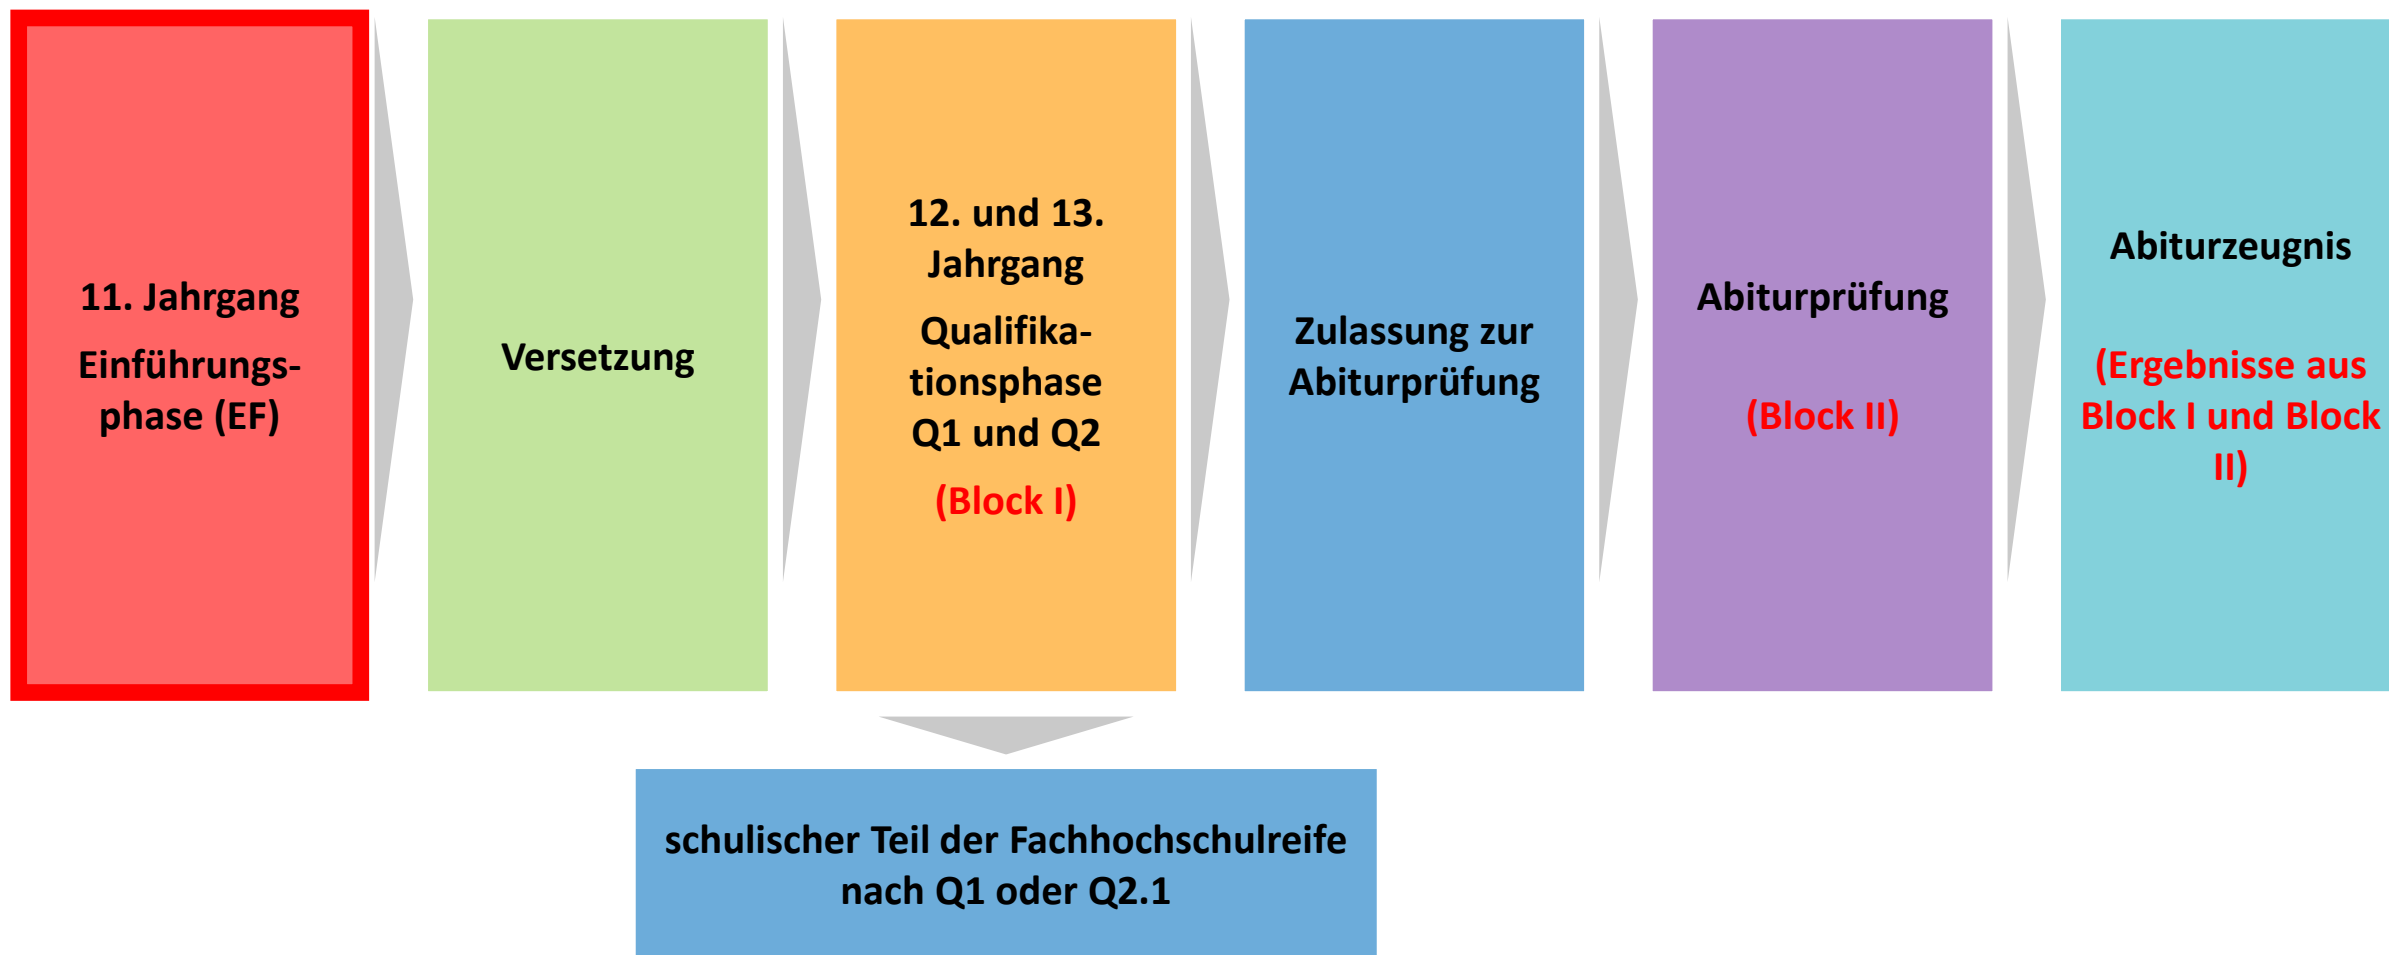 11. Jahrgang
Einführungs-
phase (EF)
Versetzung
12. und 13.
Jahrgang
Qualifika-
tionsphase
Q1 und Q2
(Block I)
Zulassung zur
Abiturprüfung
Abiturprüfung
(Block II)
Abiturzeugnis
(Ergebnisse aus
Block I und Block
II)
schulischer Teil der Fachhochschulreife
nach Q1 oder Q2.1